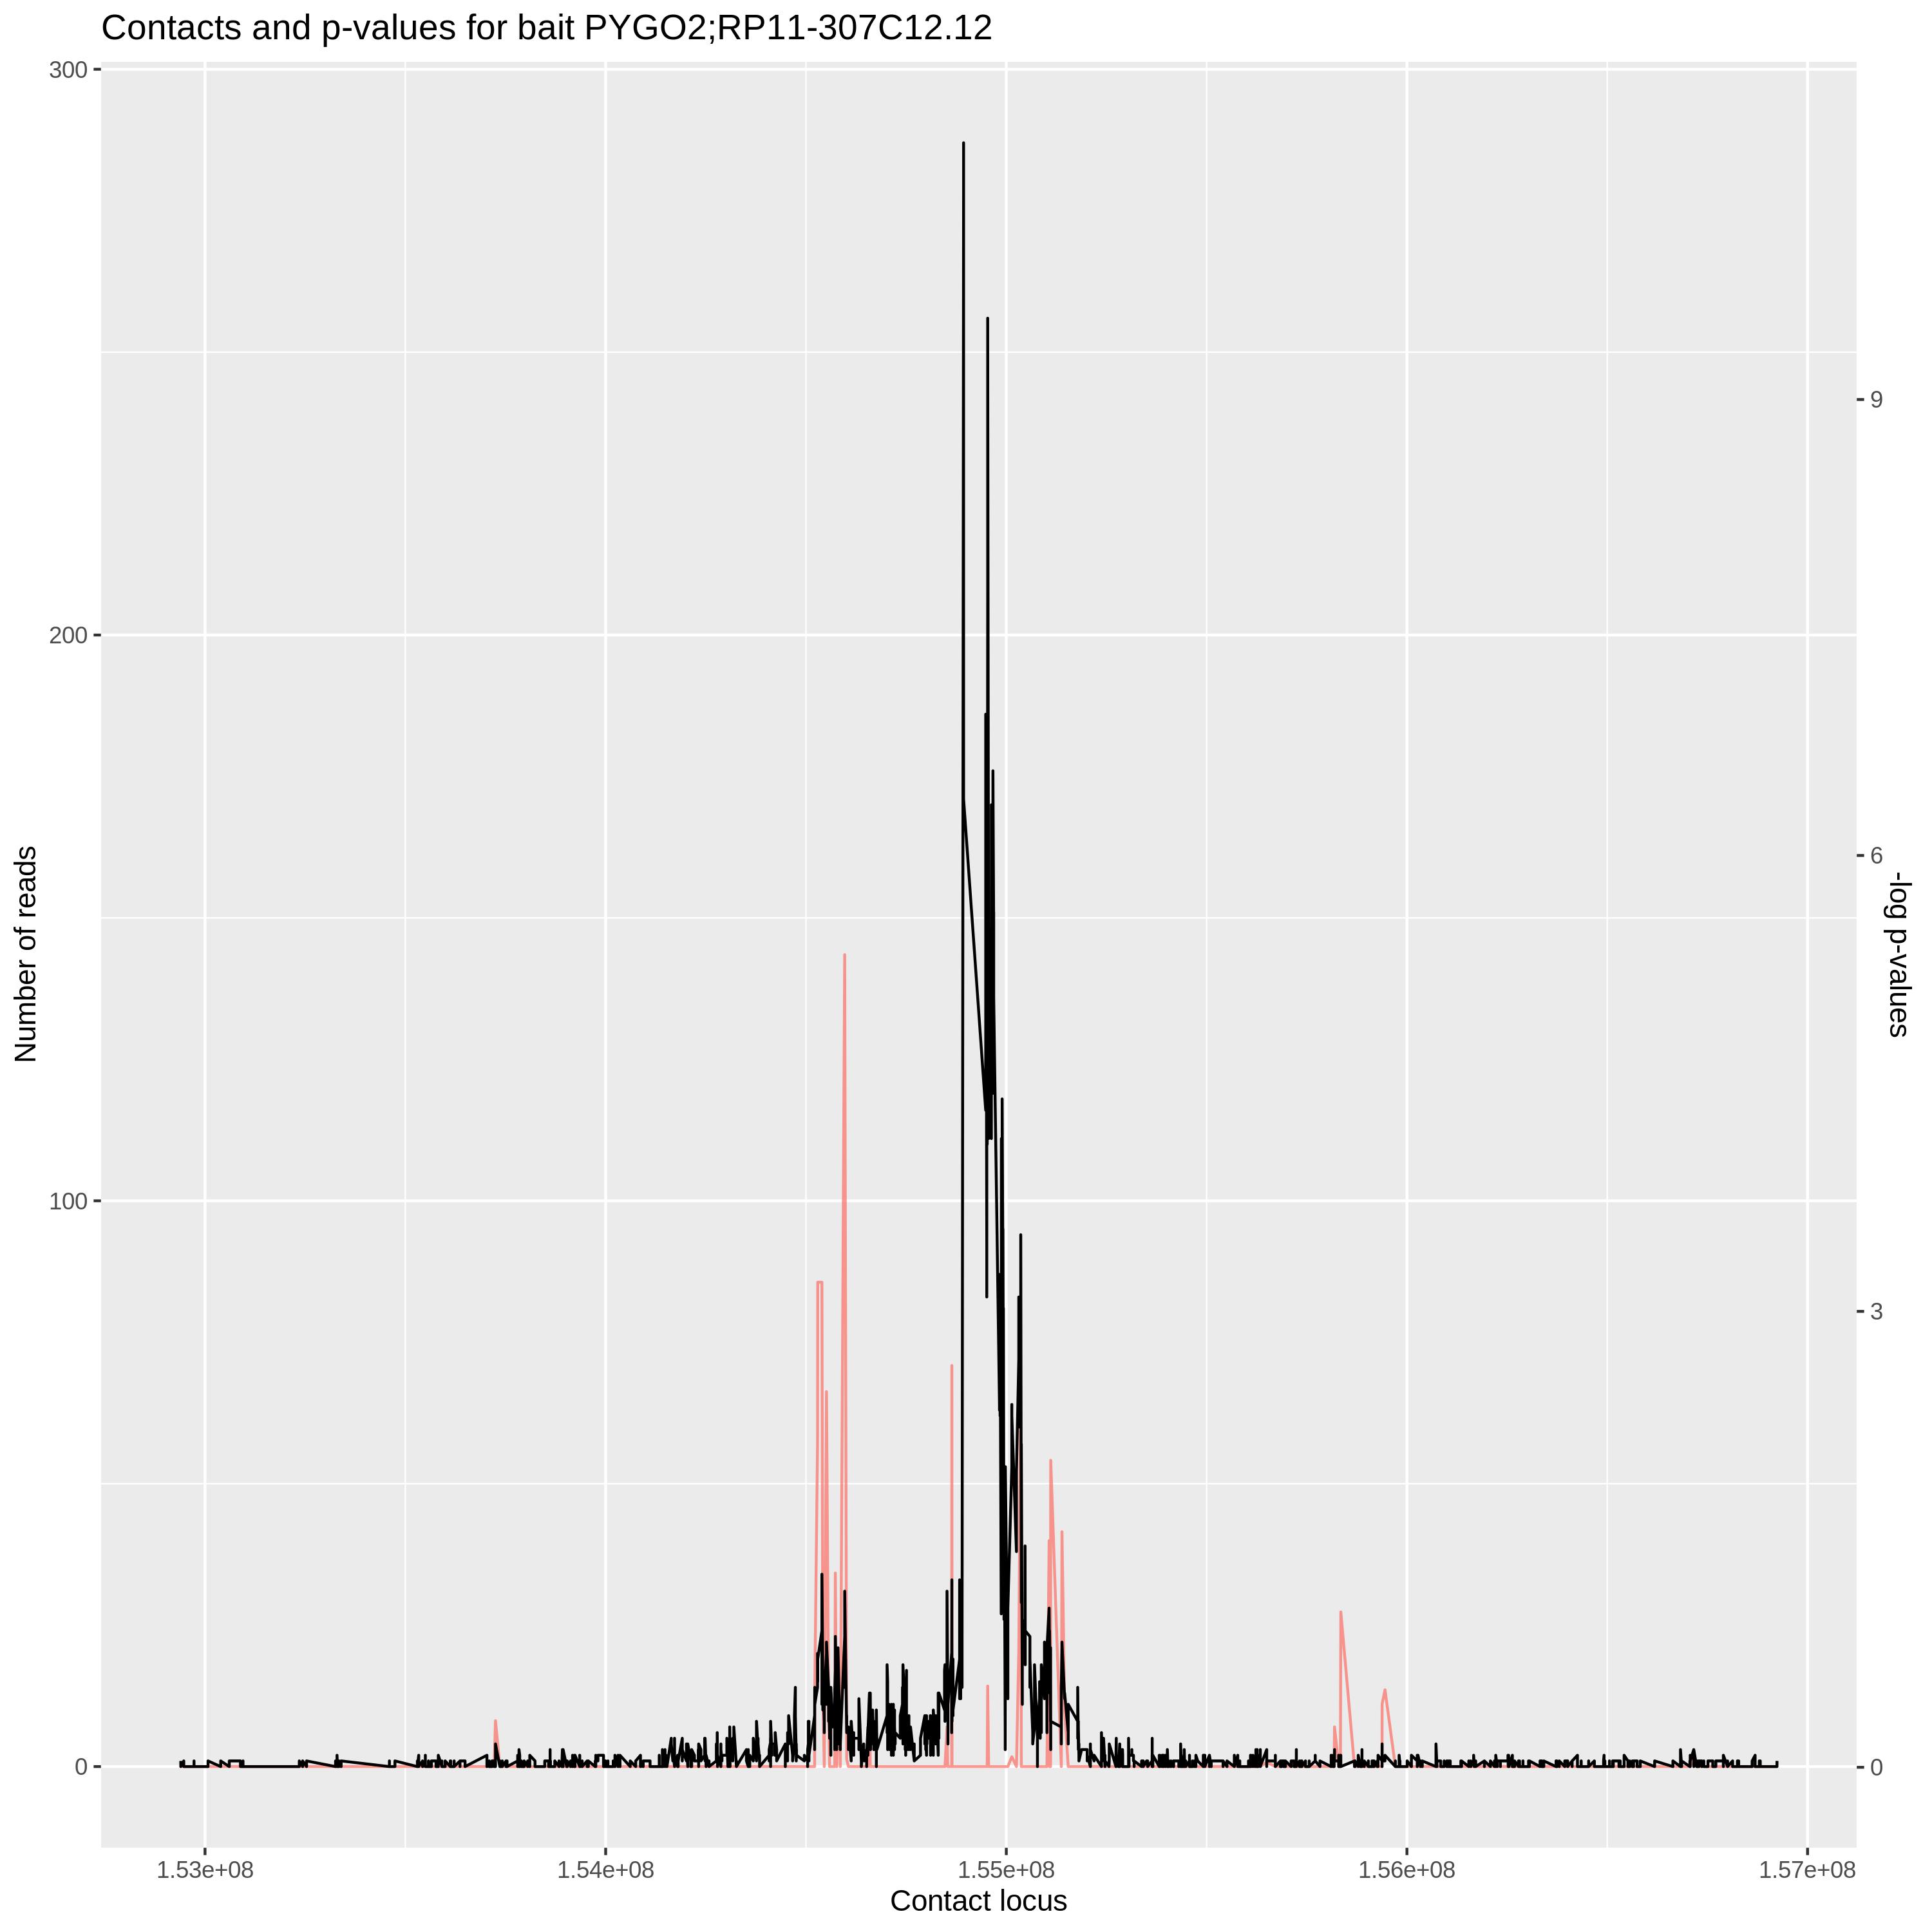 Contacts and p-values for bait PYGO2;RP11-307C12.12
300
200
100
0
Number of reads
9
6
3
0
-log p-values
1.53e+08
1.54e+08
1.55e+08
1.56e+08
1.57e+08
Contact locus